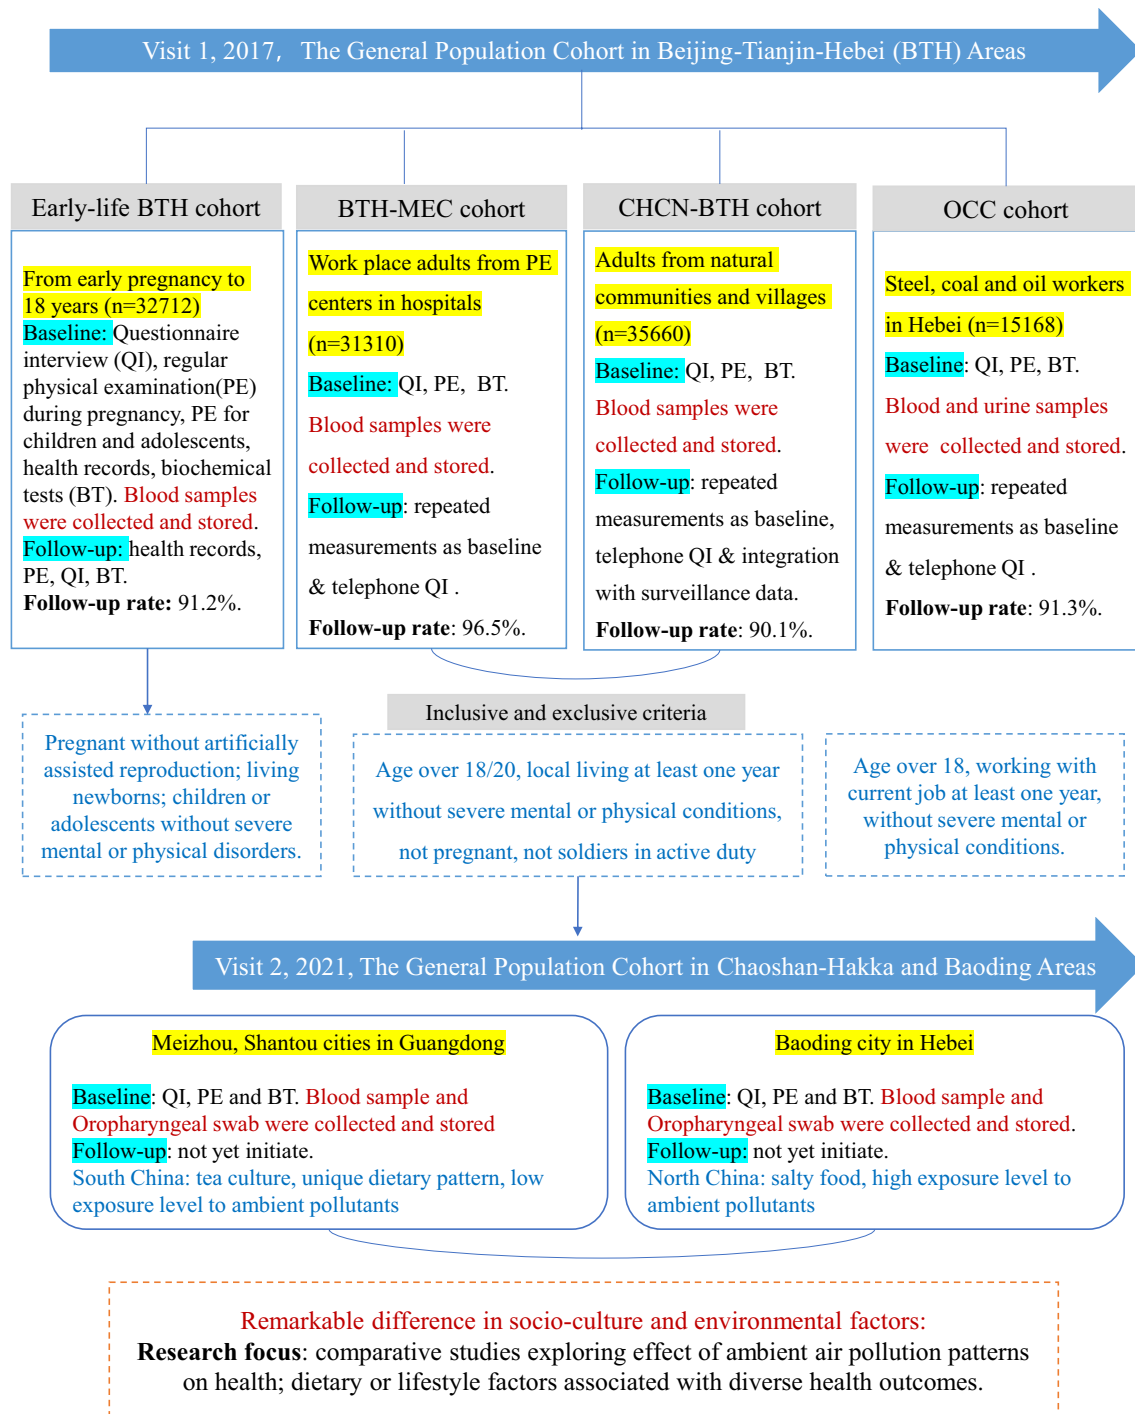 Visit 1, 2017,  The General Population Cohort in Beijing-Tianjin-Hebei (BTH) Areas
Early-life BTH cohort
From early pregnancy to
18 years (n=32712)
Baseline: Questionnaire
interview (QI), regular
physical examination(PE)
during pregnancy, PE for
children and adolescents,
health records, biochemical
tests (BT). Blood samples
were collected and stored.
Follow-up: health records,
PE, QI, BT.
Follow-up rate: 91.2%.
BTH-MEC cohort
Work place adults from PE
centers in hospitals
(n=31310)
Baseline: QI, PE, BT.
Blood samples were
collected and stored.
Follow-up: repeated
measurements as baseline
& telephone QI .
Follow-up rate: 96.5%.
CHCN-BTH cohort
Adults from natural
communities and villages
(n=35660)
Baseline: QI, PE, BT.
Blood samples were
collected and stored.
Follow-up: repeated
measurements as baseline,
telephone QI & integration
with surveillance data.
Follow-up rate: 90.1%.
OCC cohort
Steel, coal and oil workers
in Hebei (n=15168)
Baseline: QI, PE, BT.
Blood and urine samples
were collected and stored.
Follow-up: repeated
measurements as baseline
& telephone QI .
Follow-up rate: 91.3%.
Inclusive and exclusive criteria
Pregnant without artificially
assisted reproduction; living
newborns; children or
adolescents without severe
mental or physical disorders.
Age over 18/20, local living at least one year
without severe mental or physical conditions,
not pregnant, not soldiers in active duty
Age over 18, working with
current job at least one year,
without severe mental or
physical conditions.
Visit 2, 2021, The General Population Cohort in Chaoshan-Hakka and Baoding Areas
Meizhou, Shantou cities in Guangdong
Baseline: QI, PE and BT. Blood sample and
Oropharyngeal swab were collected and stored
Follow-up: not yet initiate.
South China: tea culture, unique dietary pattern, low
exposure level to ambient pollutants
Baoding city in Hebei
Baseline: QI, PE and BT. Blood sample and
Oropharyngeal swab were collected and stored.
Follow-up: not yet initiate.
North China: salty food, high exposure level to
ambient pollutants
Remarkable difference in socio-culture and environmental factors:
Research focus: comparative studies exploring effect of ambient air pollution patterns
on health; dietary or lifestyle factors associated with diverse health outcomes.